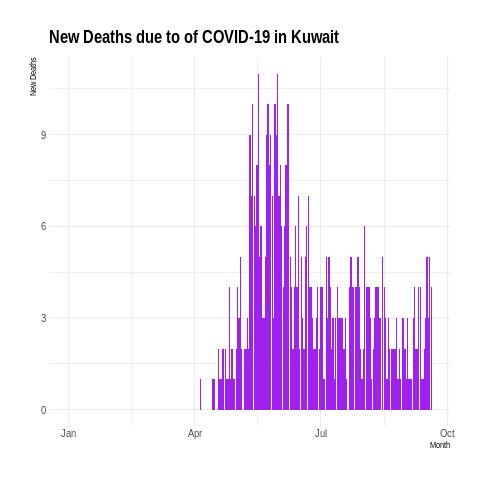 New Deaths due to of COVID-19 in Kuwait
New Deaths
9
6
3
0
Jan Apr Jul Oct
Month